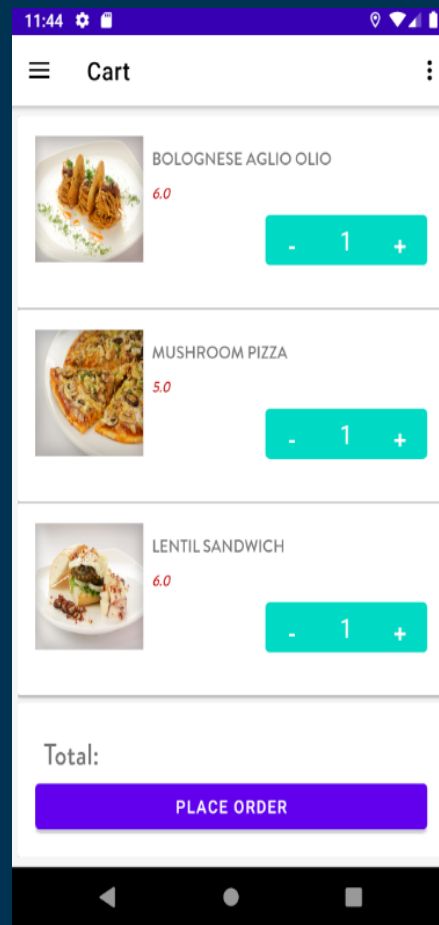 11:44
Cart
BOLOGNESE AGLIO OLIO
6.0
- 1 +
MUSHROOM PIZZA
5.0
- 1 +
LENTIL SANDWICH
6.0
- 1 +
Total:
PLACE ORDER